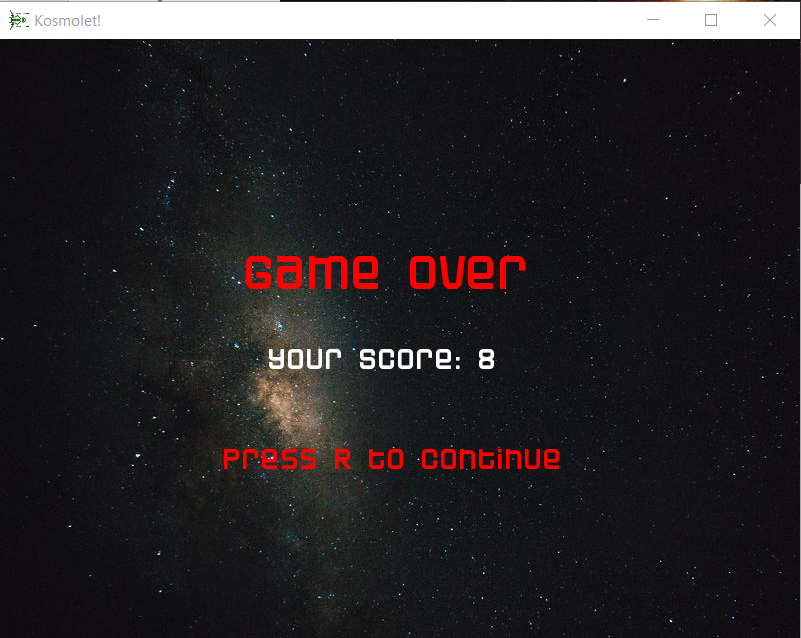 Kosmolet!
Game Over
Your Score: 8
Press R to continue